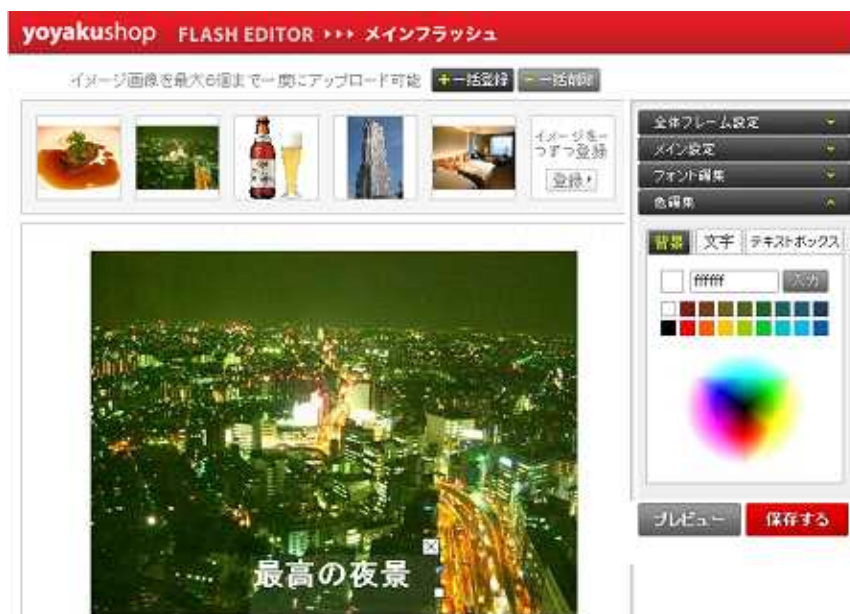 yoyakushop FLASH EDITOR メインフラッシュ
イメージ画像を最大6個まで一度にアップロード可能 +一括登録 -一括削除
イメージを一
つずつ登録
登録
全体フレーム設定
メイン設定
フォント編集
色編集
背景 文字 テキストボックス
ffffff 入力
プレビュー 保存する
最高の夜景